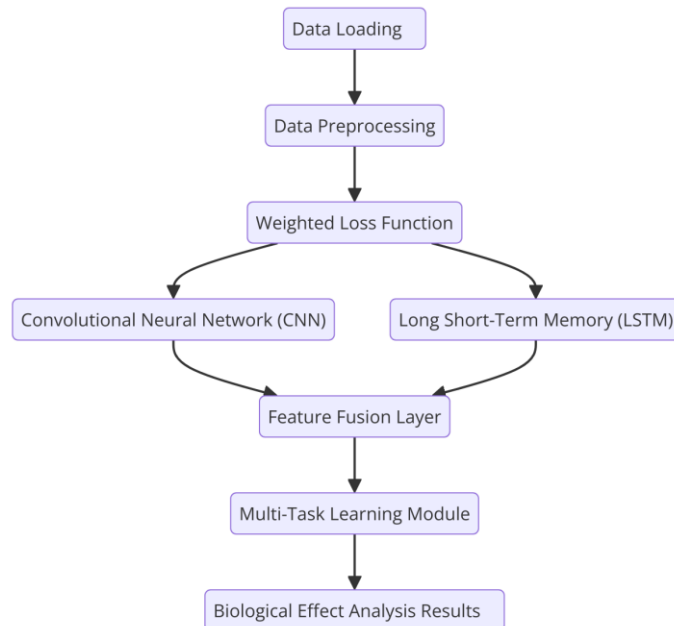 Data Loading
Data Preprocessing
Weighted Loss Function
Convolutional Neural Network (CNN)
Long Short-Term Memory (LSTM)
Feature Fusion Layer
Multi-Task Learning Module
Biological Effect Analysis Results